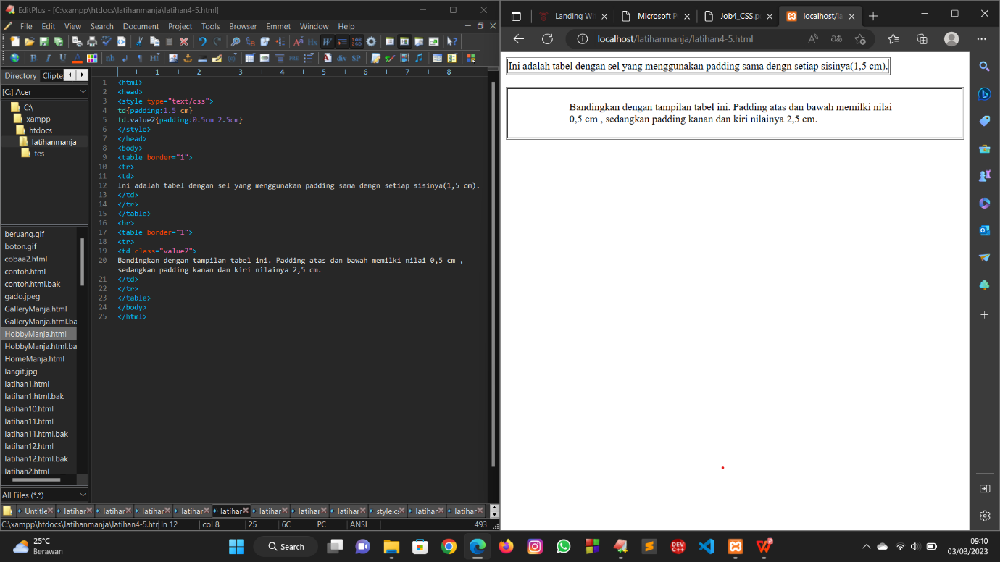 EditPlus - [C:\xampp\htdocs\latihanmanja\latihan4-5.html]
File Edit View Search Document Project Tools Browser Emmet Window Help
Directory Clipte
[C:] Acer
C:\
xampp
htdocs
latihanmanja
tes
beruang.gif
boton.gif
cobaa2.html
contoh.html
contoh.html.bak
gado.jpeg
GalleryManja.html
GalleryManja.html.ba
HobbyManja.html
HobbyManja.html.ba
HomeManja.html
langit.jpg
latihan1.html
latihan1.html.bak
latihan10.html
latihan11.html
latihan11.html.bak
latihan12.html
latihan12.html.bak
latihan2.html
All Files (*.*)
----+----1----+----2----+----3----+----4----+----5----+----6----+----7----+----8----+----
1 <html>
2 <head>
3 <style type="text/css">
4 td{padding:1.5 cm}
5 td.value2{padding:0.5cm 2.5cm}
6 </style>
7 </head>
8 <body>
9 <table border="1">
10 <tr>
11 <td>
12 Ini adalah tabel dengan sel yang menggunakan padding sama dengn setiap sisinya(1,5 cm).
13 </td>
14 </tr>
15 </table>
16 <br>
17 <table border="1">
18 <tr>
19 <td class="value2">
20 Bandingkan dengan tampilan tabel ini. Padding atas dan bawah memilki nilai 0,5 cm ,
sedangkan padding kanan dan kiri nilainya 2,5 cm.
21 </td>
22 </tr>
23 </table>
24 </body>
25 </html>
Untitle latihar latihar latihar latihar latihar latihar latihar latihar style.c latihar latihar
C:\xampp\htdocs\latihanmanja\latihan4-5.htr ln 12 col 8 25 6C PC ANSI 493
Landing Wi Microsoft P Job4_CSS.p localhost/la
localhost/latihanmanja/latihan4-5.html
Ini adalah tabel dengan sel yang menggunakan padding sama dengn setiap sisinya(1,5 cm).
Bandingkan dengan tampilan tabel ini. Padding atas dan bawah memilki nilai
0,5 cm , sedangkan padding kanan dan kiri nilainya 2,5 cm.
25°C
Berawan
Search
09:10
03/03/2023